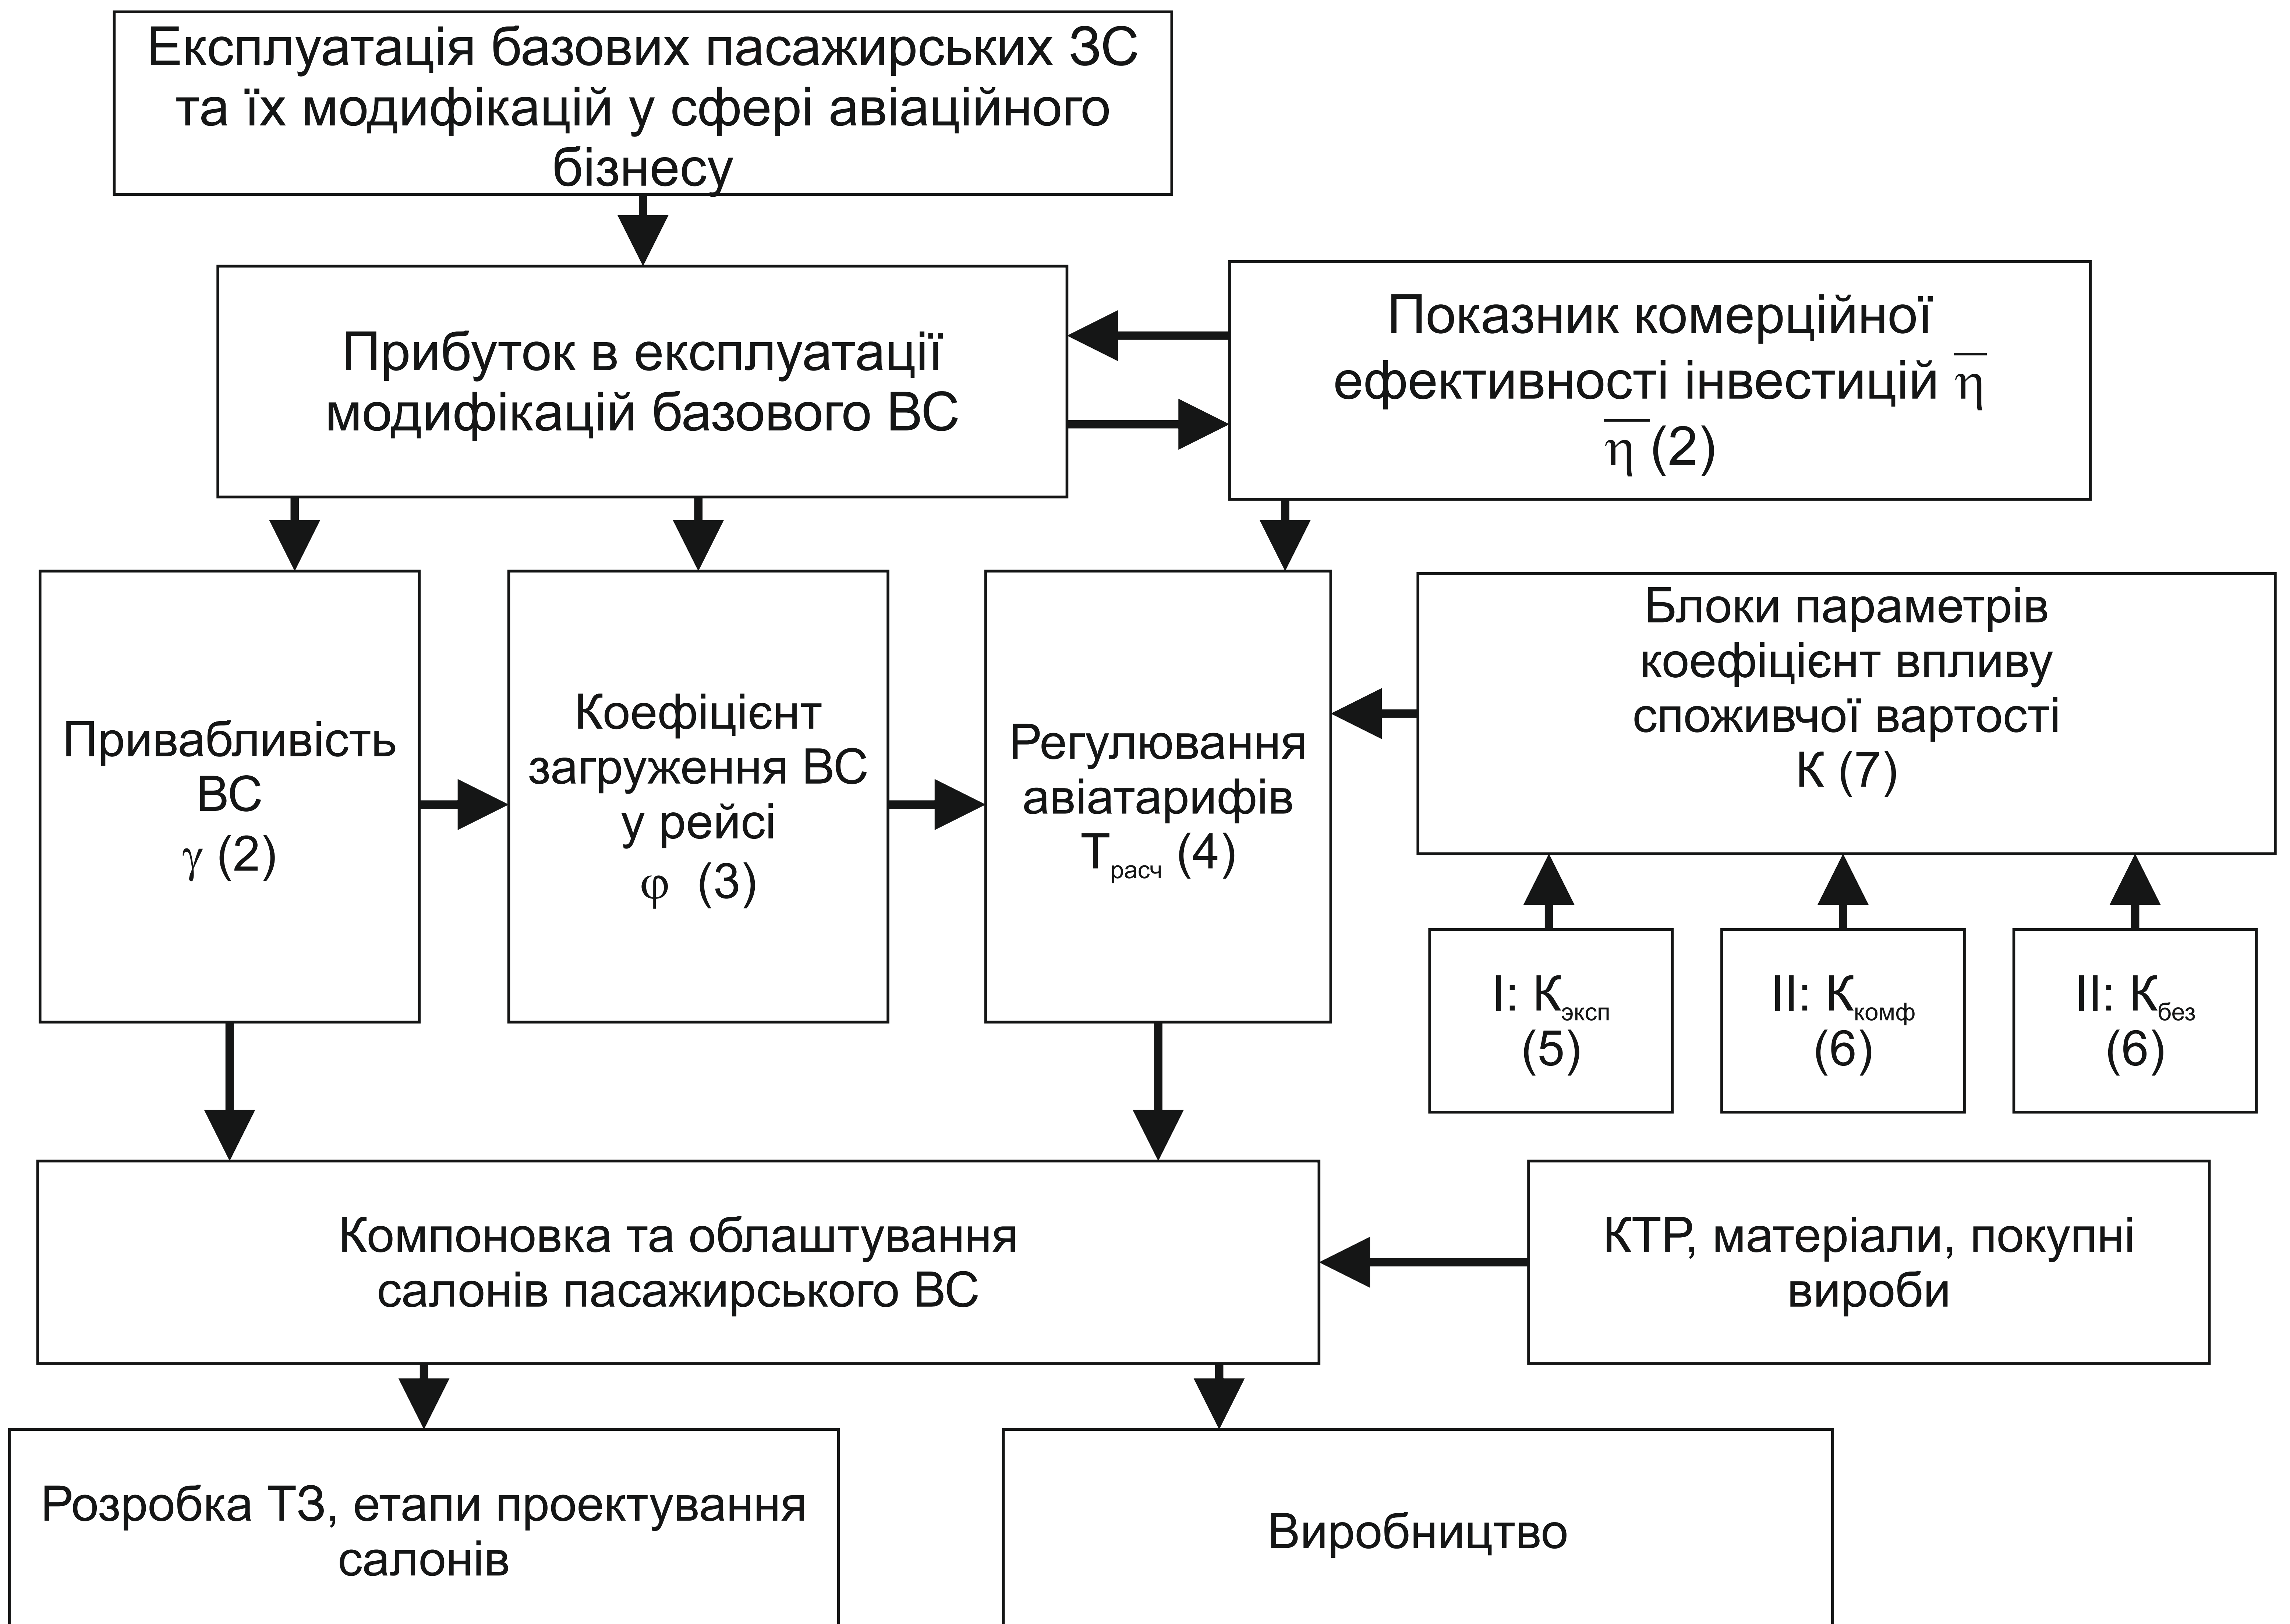 Експлуатація базових пасажирських ЗС
та їх модифікацій у сфері авіаційного
бізнесу
Прибуток в експлуатації
модифікацій базового ВС
Показник комерційної
ефективності інвестицій η̅
η̅ (2)
Привабливість
ВС
γ (2)
Коефіцієнт
загруження ВС
у рейсі
φ (3)
Регулювання
авіатарифів
Трасч (4)
Блоки параметрів
коефіцієнт впливу
споживчої вартості
К (7)
I: Кэксп
(5)
II: Ккомф
(6)
II: Кбез
(6)
Компоновка та облаштування
салонів пасажирського ВС
КТР, матеріали, покупні
вироби
Розробка ТЗ, етапи проектування
салонів
Виробництво